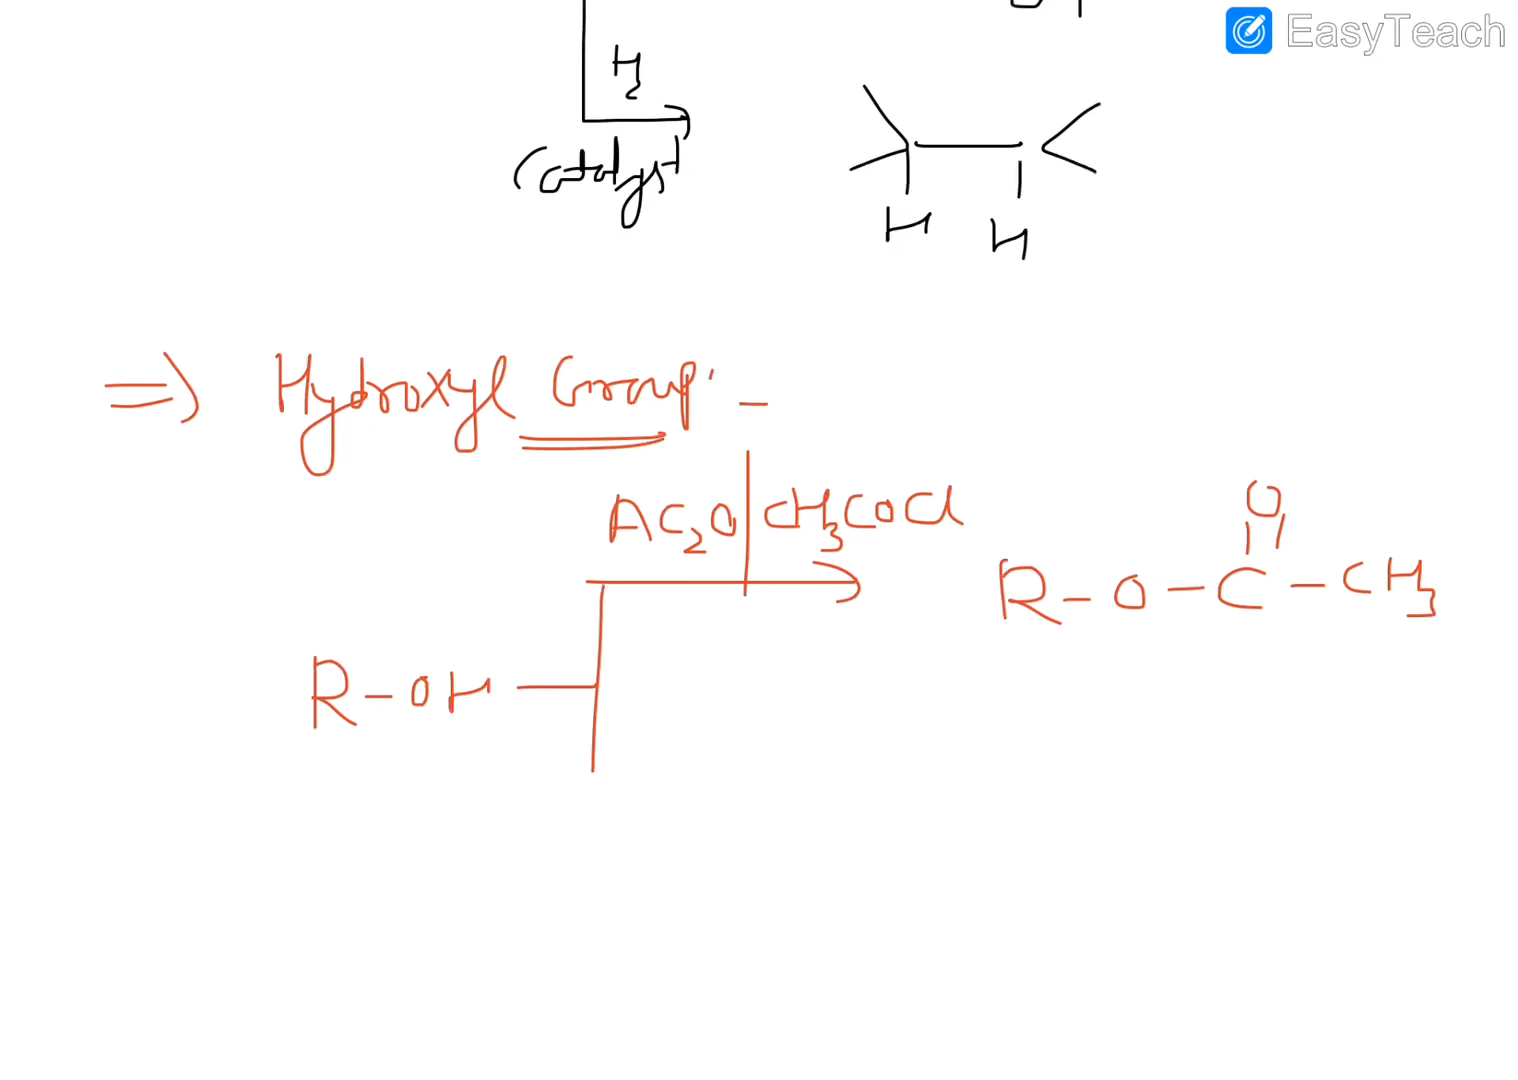 EasyTeach
H2
Catalyst
H H
⇒ Hydroxyl Group: -
AC2O | CH3COCl
O
R-O-C-CH3
R-OH